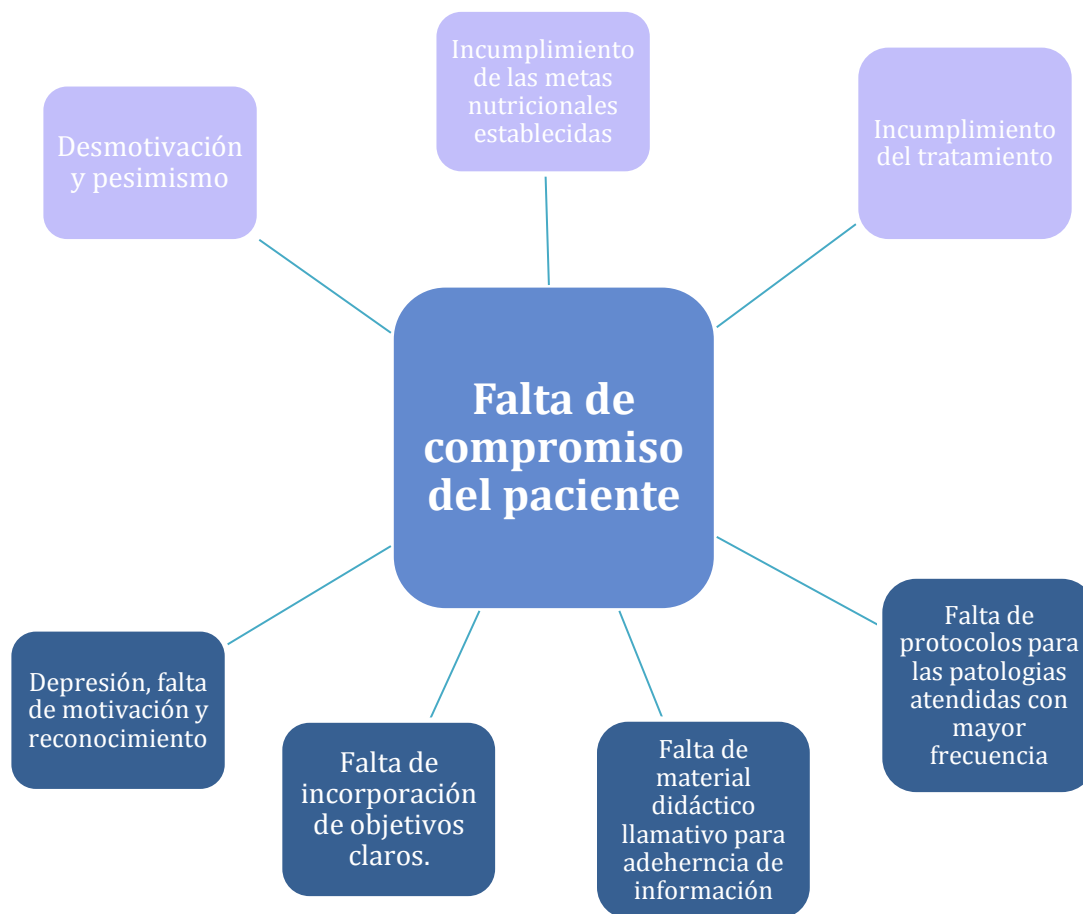 Incumplimiento
de las metas
nutricionales
establecidas
Desmotivación
y pesimismo
Incumplimiento
del tratamiento
Falta de
compromiso
del paciente
Depresión, falta
de motivación y
reconocimiento
Falta de
incorporación
de objetivos
claros.
Falta de
material
didáctico
llamativo para
adeherncia de
información
Falta de
protocolos para
las patologias
atendidas con
mayor
frecuencia